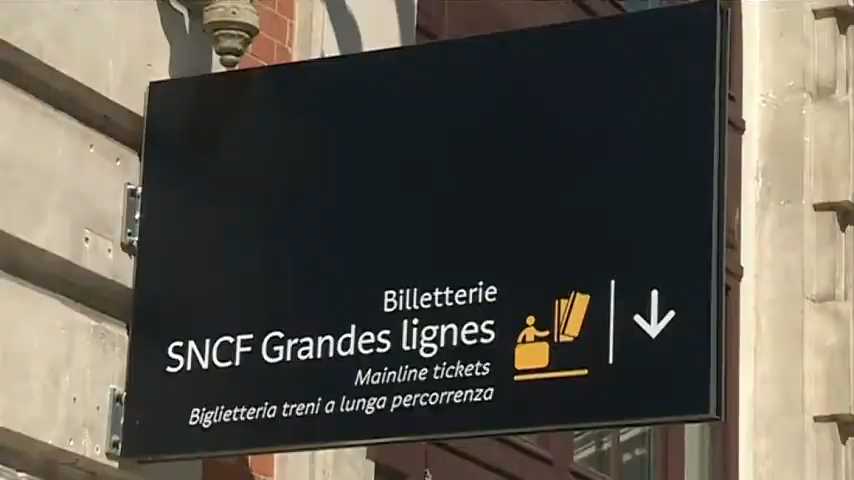 Billetterie
SNCF Grandes lignes
Mainline tickets
Biglietteria treni a lunga percorrenza